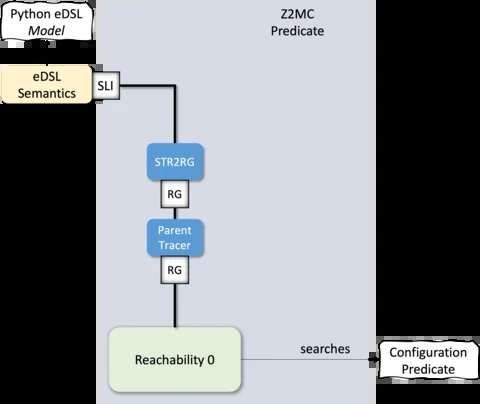 Python eDSL
Model
Z2MC
Predicate
eDSL
Semantics
SLI
STR2RG
RG
Parent
Tracer
RG
Reachability 0
searches
Configuration
Predicate